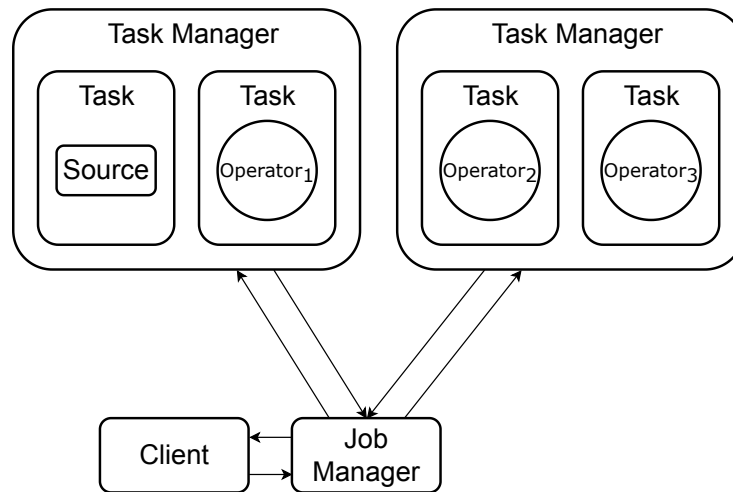 Task Manager
Task
Task
Source
Operator₁
Task Manager
Task
Task
Operator₂
Operator₃
Client
Job
Manager